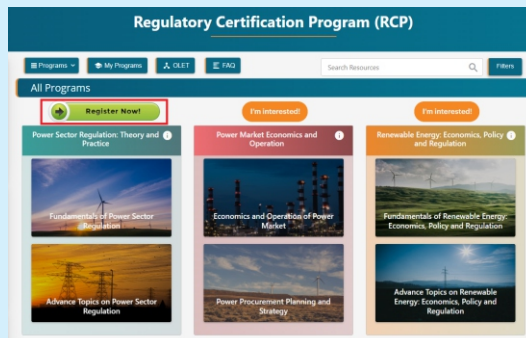 Regulatory Certification Program (RCP)
Programs
My Programs
OLET
FAQ
Search Resources
Filters
All Programs
Register Now!
I'm interested!
I'm interested!
Power Sector Regulation: Theory and
Practice
Power Market Economics and
Operation
Renewable Energy: Economics, Policy
and Regulation
Fundamentals of Power Sector
Regulation
Economics and Operation of Power
Market
Fundamentals of Renewable Energy:
Economics, Policy and Regulation
Advance Topics on Power Sector
Regulation
Power Procurement Planning and
Strategy
Advance Topics on Renewable
Energy: Economics, Policy and
Regulation